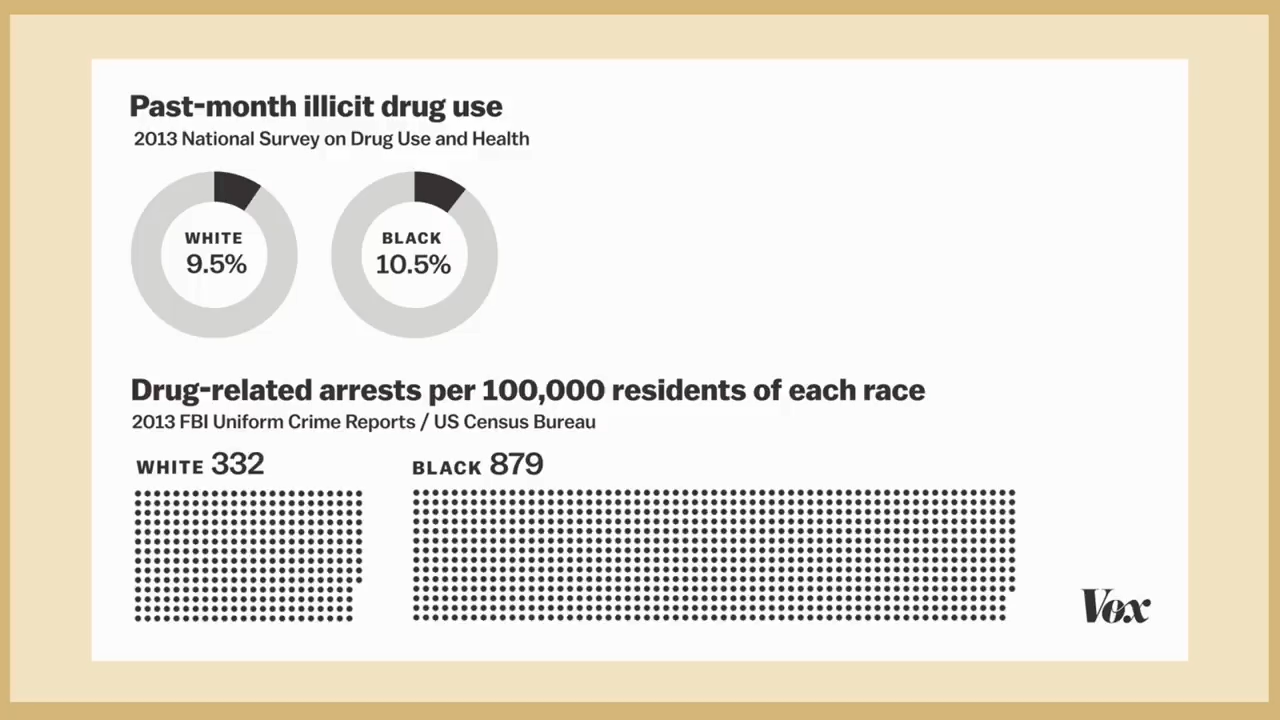 Past-month illicit drug use
2013 National Survey on Drug Use and Health
WHITE
9.5%
BLACK
10.5%
Drug-related arrests per 100,000 residents of each race
2013 FBI Uniform Crime Reports / US Census Bureau
WHITE 332
BLACK 879
Vox